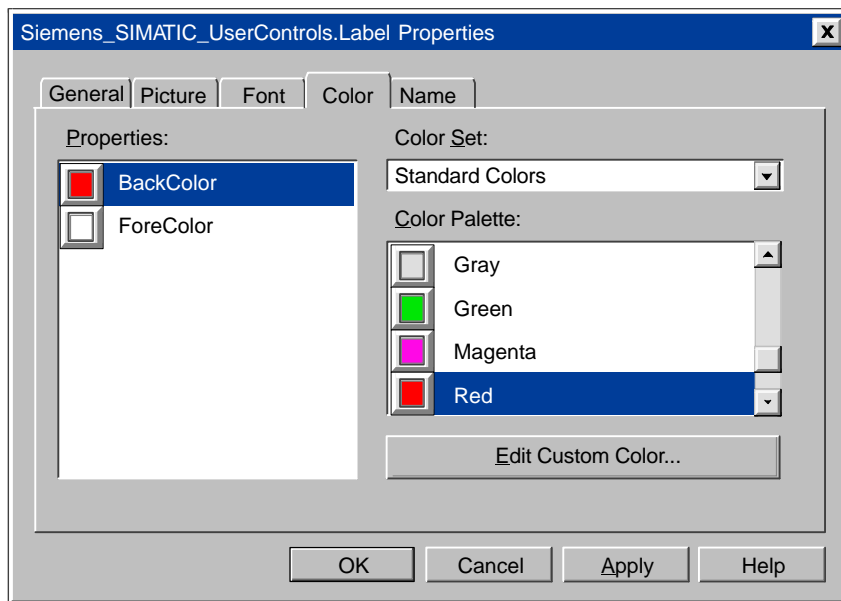 Siemens_SIMATIC_UserControls.Label Properties
X
General Picture Font Color Name
Properties:
BackColor
ForeColor
Color Set:
Standard Colors
Color Palette:
Gray
Green
Magenta
Red
Edit Custom Color...
OK Cancel Apply Help